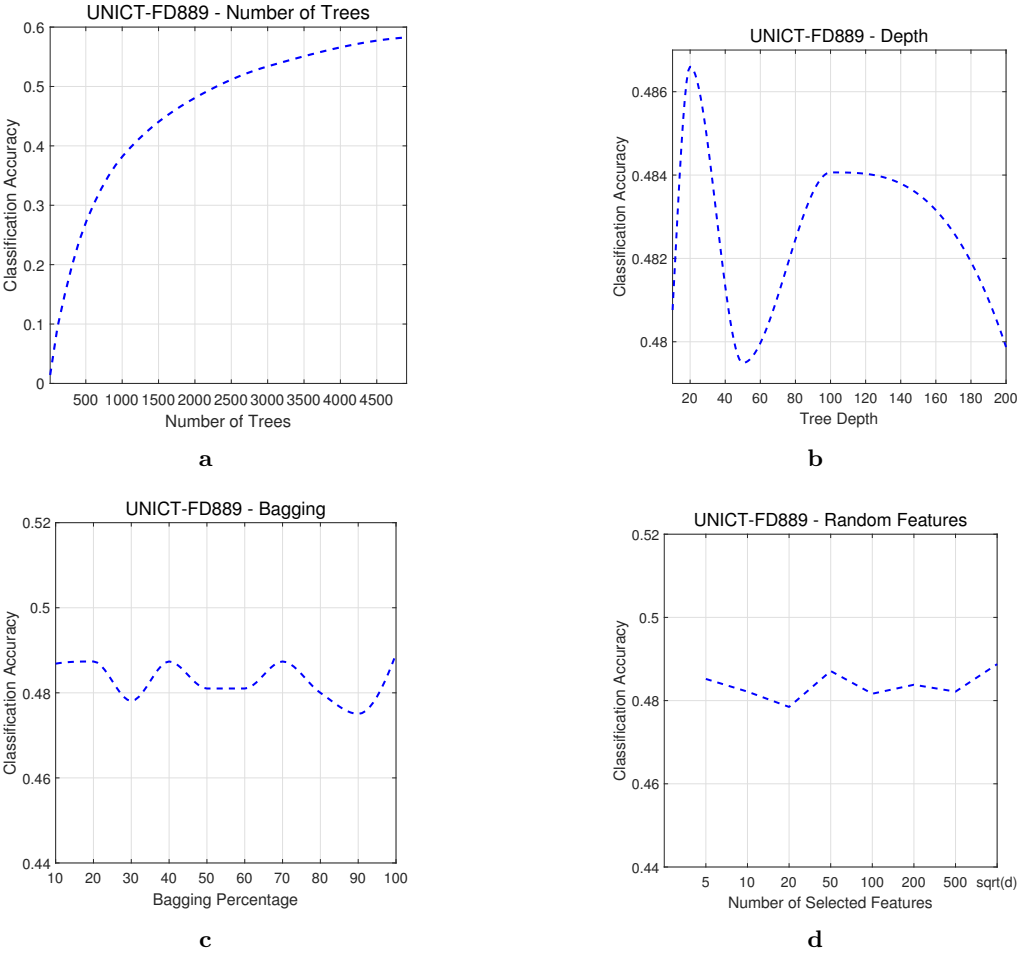 UNICT-FD889 - Number of Trees
0.6
0.5
0.4
0.3
0.2
0.1
0
Classification Accuracy
500 1000 1500 2000 2500 3000 3500 4000 4500
Number of Trees
a
UNICT-FD889 - Depth
0.486
0.484
0.482
0.48
Classification Accuracy
20 40 60 80 100 120 140 160 180 200
Tree Depth
b
UNICT-FD889 - Bagging
0.52
0.5
0.48
0.46
0.44
Classification Accuracy
10 20 30 40 50 60 70 80 90 100
Bagging Percentage
c
UNICT-FD889 - Random Features
0.52
0.5
0.48
0.46
0.44
Classification Accuracy
5 10 20 50 100 200 500 sqrt(d)
Number of Selected Features
d